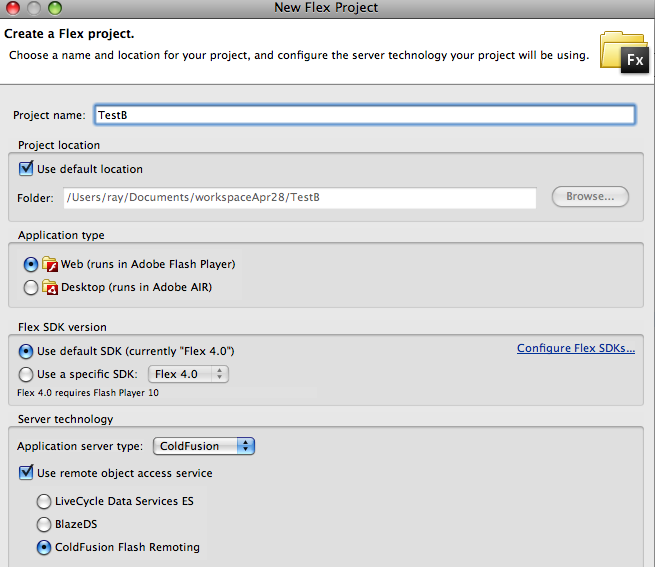 New Flex Project
Create a Flex project.
Choose a name and location for your project, and configure the server technology your project will be using.
Fx
Project name: TestB
Project location
Use default location
Folder: /Users/ray/Documents/workspaceApr28/TestB Browse...
Application type
Web (runs in Adobe Flash Player)
Desktop (runs in Adobe AIR)
Flex SDK version
Use default SDK (currently "Flex 4.0") Configure Flex SDKs...
Use a specific SDK: Flex 4.0
Flex 4.0 requires Flash Player 10
Server technology
Application server type: ColdFusion
Use remote object access service
LiveCycle Data Services ES
BlazeDS
ColdFusion Flash Remoting